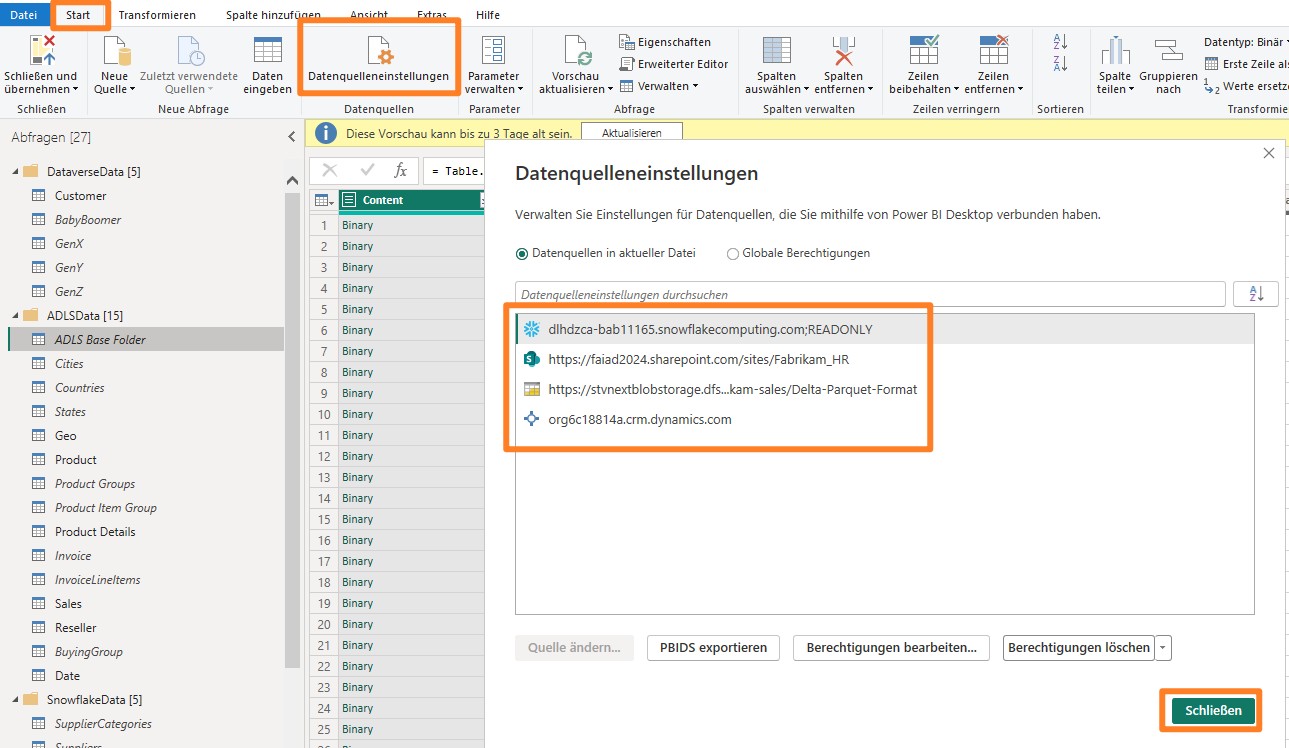 Datei Start Transformieren Spalte hinzufügen Ansicht Extras Hilfe
Schließen und übernehmen
Schließen
Neue Quelle
Zuletzt verwendete Quellen
Daten eingeben
Neue Abfrage
Datenquelleneinstellungen
Datenquellen
Parameter verwalten
Parameter
Vorschau aktualisieren
Eigenschaften
Erweiterter Editor
Verwalten
Abfrage
Spalten auswählen
Spalten entfernen
Spalten verwalten
Zeilen beibehalten
Zeilen entfernen
Zeilen verringern
A
Z
Z
A
Sortieren
Spalte teilen
Gruppieren nach
Datentyp: Binär
Erste Zeile als
Werte ersetz
Transformie
Abfragen [27]
DataverseData [5]
Customer
BabyBoomer
GenX
GenY
GenZ
ADLSData [15]
ADLS Base Folder
Cities
Countries
States
Geo
Product
Product Groups
Product Item Group
Product Details
Invoice
InvoiceLineItems
Sales
Reseller
BuyingGroup
Date
SnowflakeData [5]
SupplierCategories
Suppliers
Diese Vorschau kann bis zu 3 Tage alt sein. Aktualisieren
fx = Table.
Content
1 Binary
2 Binary
3 Binary
4 Binary
5 Binary
6 Binary
7 Binary
8 Binary
9 Binary
10 Binary
11 Binary
12 Binary
13 Binary
14 Binary
15 Binary
16 Binary
17 Binary
18 Binary
19 Binary
20 Binary
21 Binary
22 Binary
23 Binary
24 Binary
25 Binary
Datenquelleneinstellungen
Verwalten Sie Einstellungen für Datenquellen, die Sie mithilfe von Power BI Desktop verbunden haben.
Datenquellen in aktueller Datei Globale Berechtigungen
Datenquelleneinstellungen durchsuchen
A
Z
dlhdzca-bab11165.snowflakecomputing.com;READONLY
https://faiad2024.sharepoint.com/sites/Fabrikam_HR
https://stvnextblobstorage.dfs...kam-sales/Delta-Parquet-Format
org6c18814a.crm.dynamics.com
Quelle ändern... PBIDS exportieren Berechtigungen bearbeiten... Berechtigungen löschen
Schließen